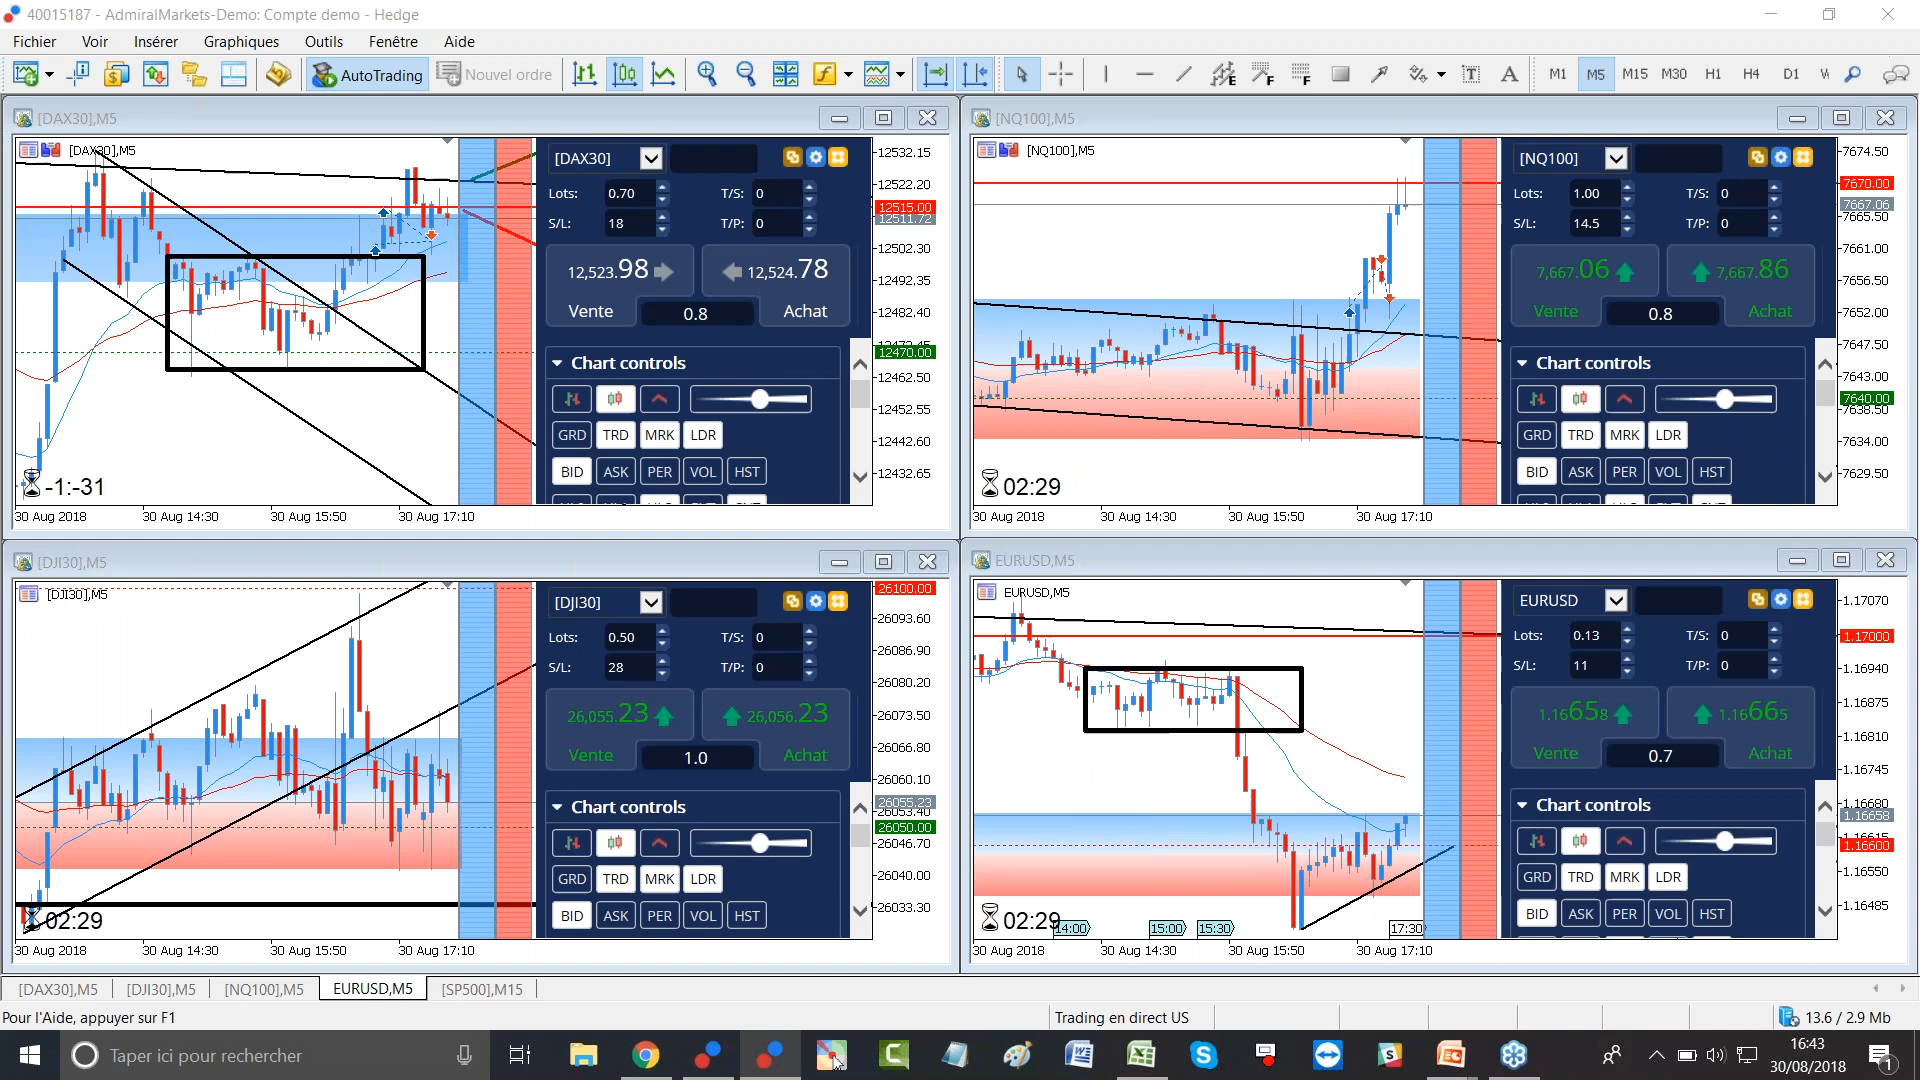 40015187 - AdmiralMarkets-Demo: Compte demo - Hedge
Fichier Voir Insérer Graphiques Outils Fenêtre Aide
AutoTrading Nouvel ordre M1 M5 M15 M30 H1 H4 D1
[DAX30],M5
[DAX30],M5
[DAX30]
Lots: 0.70 T/S: 0
S/L: 18 T/P: 0
12,523.98 12,524.78
Vente 0.8 Achat
Chart controls
GRD TRD MRK LDR
BID ASK PER VOL HST
12532.15
12522.20
12515.00
12511.72
12502.30
12492.35
12482.40
12470.00
12462.50
12452.55
12442.60
12432.65
-1:-31
30 Aug 2018 30 Aug 14:30 30 Aug 15:50 30 Aug 17:10
[NQ100],M5
[NQ100],M5
[NQ100]
Lots: 1.00 T/S: 0
S/L: 14.5 T/P: 0
7,667.06 7,667.86
Vente 0.8 Achat
Chart controls
GRD TRD MRK LDR
BID ASK PER VOL HST
7674.50
7670.00
7667.06
7665.50
7661.00
7656.50
7652.00
7647.50
7643.00
7640.00
7638.50
7634.00
7629.50
02:29
30 Aug 2018 30 Aug 14:30 30 Aug 15:50 30 Aug 17:10
[DJI30],M5
[DJI30],M5
[DJI30]
Lots: 0.50 T/S: 0
S/L: 28 T/P: 0
26,055.23 26,056.23
Vente 1.0 Achat
Chart controls
GRD TRD MRK LDR
BID ASK PER VOL HST
26100.00
26093.60
26086.90
26080.20
26073.50
26066.80
26060.10
26055.23
26053.40
26050.00
26046.70
26040.00
26033.30
02:29
30 Aug 2018 30 Aug 14:30 30 Aug 15:50 30 Aug 17:10
EURUSD,M5
EURUSD,M5
EURUSD
Lots: 0.13 T/S: 0
S/L: 11 T/P: 0
1.16658 1.16665
Vente 0.7 Achat
Chart controls
GRD TRD MRK LDR
BID ASK PER VOL HST
1.17070
1.17000
1.16940
1.16875
1.16810
1.16745
1.16680
1.16658
1.16615
1.16600
1.16550
1.16485
02:29 14:00 15:00 15:30 17:30
30 Aug 2018 30 Aug 14:30 30 Aug 15:50 30 Aug 17:10
[DAX30],M5 [DJI30],M5 [NQ100],M5 EURUSD,M5 [SP500],M15
Pour l'Aide, appuyer sur F1 Trading en direct US 13.6 / 2.9 Mb
Taper ici pour rechercher 16:43
30/08/2018 1